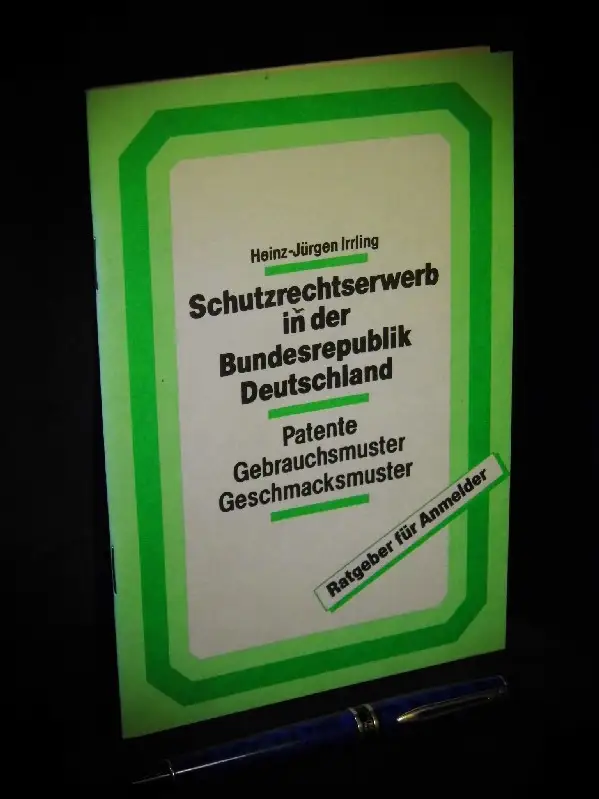 Heinz-Jürgen Irrling
Schutzrechtserwerb
in der
Bundesrepublik
Deutschland
Patente
Gebrauchsmuster
Geschmacksmuster
Ratgeber für Anmelder